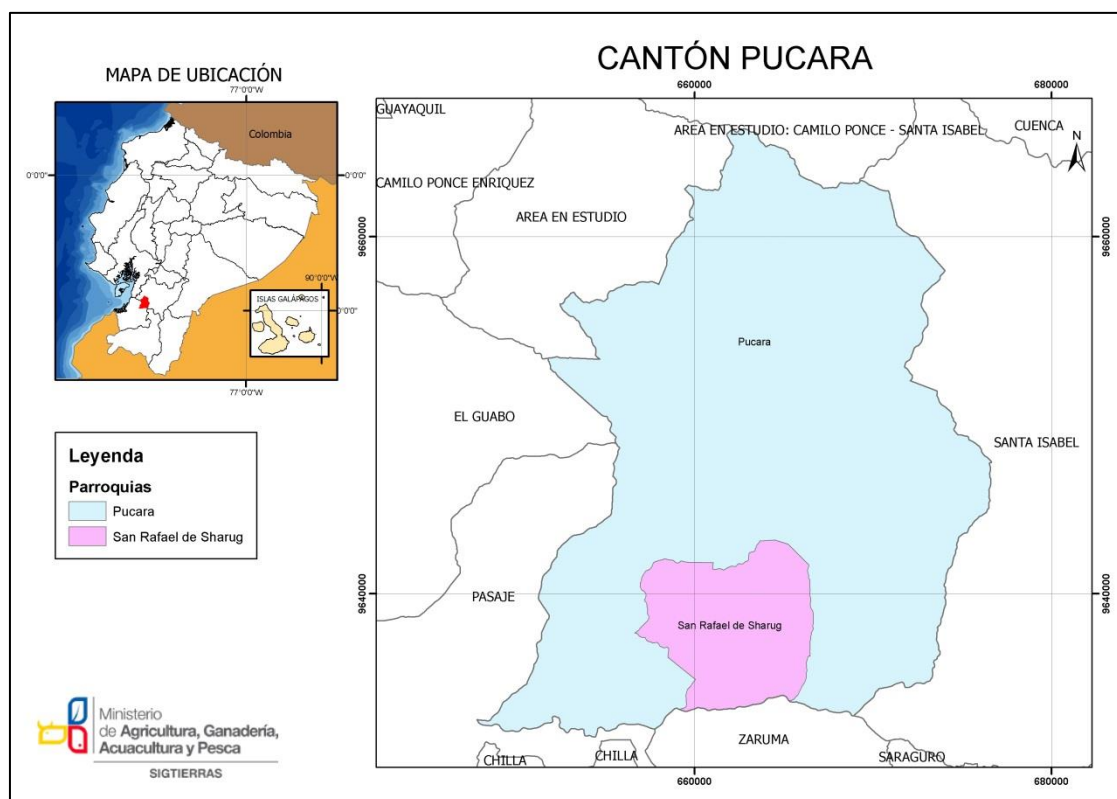 CANTÓN PUCARA
MAPA DE UBICACIÓN
77°0'0"W
Colombia
0°0'0"
0°0'0"
90°0'0"W
ISLAS GALÁPAGOS
0°0'0"
77°0'0"W
Leyenda
Parroquias
Pucara
San Rafael de Sharug
Ministerio
de Agricultura, Ganadería,
Acuacultura y Pesca
SIGTIERRAS
660000
680000
GUAYAQUIL
AREA EN ESTUDIO: CAMILO PONCE - SANTA ISABEL
CUENCA
N
CAMILO PONCE ENRIQUEZ
AREA EN ESTUDIO
9660000
9660000
Pucara
EL GUABO
SANTA ISABEL
9640000
9640000
PASAJE
San Rafael de Sharug
ZARUMA
CHILLA
CHILLA
SARAGURO
660000
680000